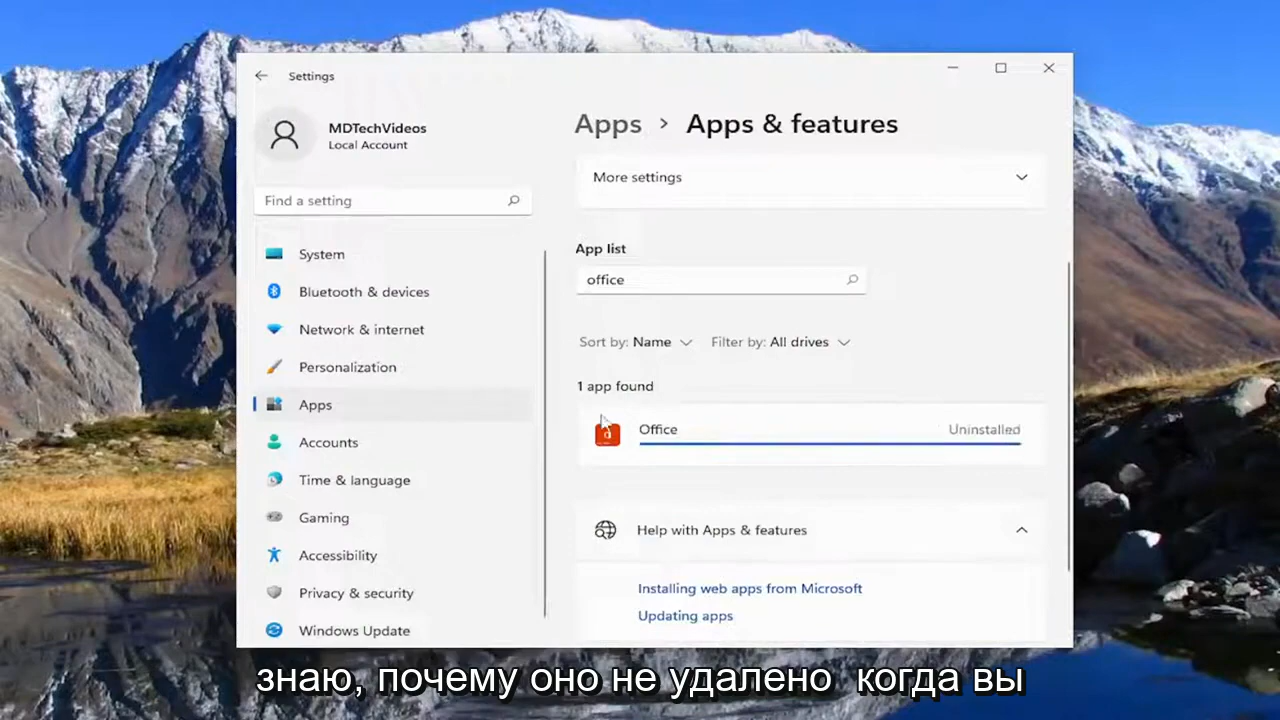 Settings
MDTechVideos
Local Account
Find a setting
System
Bluetooth & devices
Network & internet
Personalization
Apps
Accounts
Time & language
Gaming
Accessibility
Privacy & security
Windows Update
Apps > Apps & features
More settings
App list
office
Sort by: Name Filter by: All drives
1 app found
Office Uninstalled
Help with Apps & features
Installing web apps from Microsoft
Updating apps
знаю, почему оно не удалено когда вы